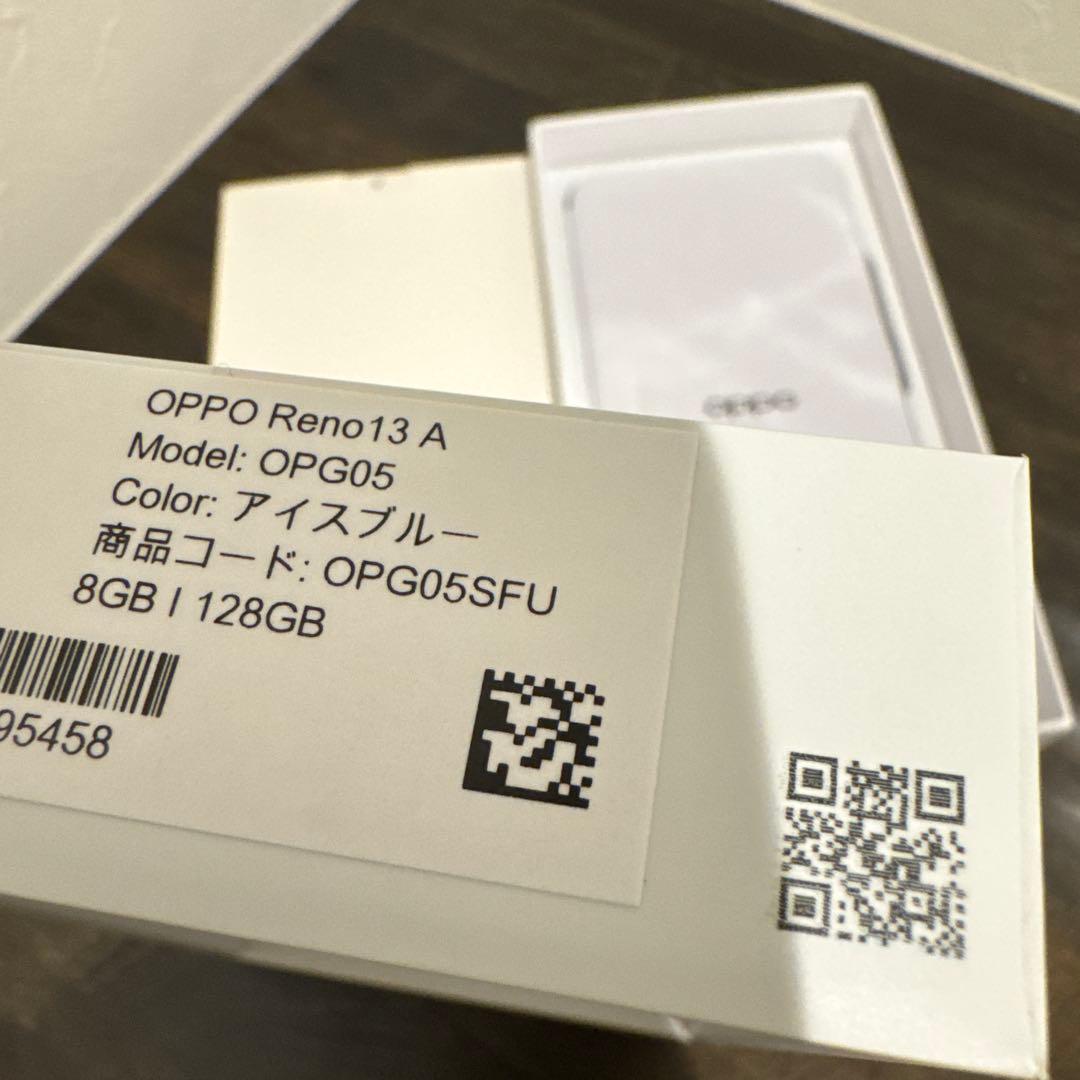 OPPO
OPPO Reno13 A
Model: OPG05
Color: アイスブルー
商品コード: OPG05SFU
8GB | 128GB
95458